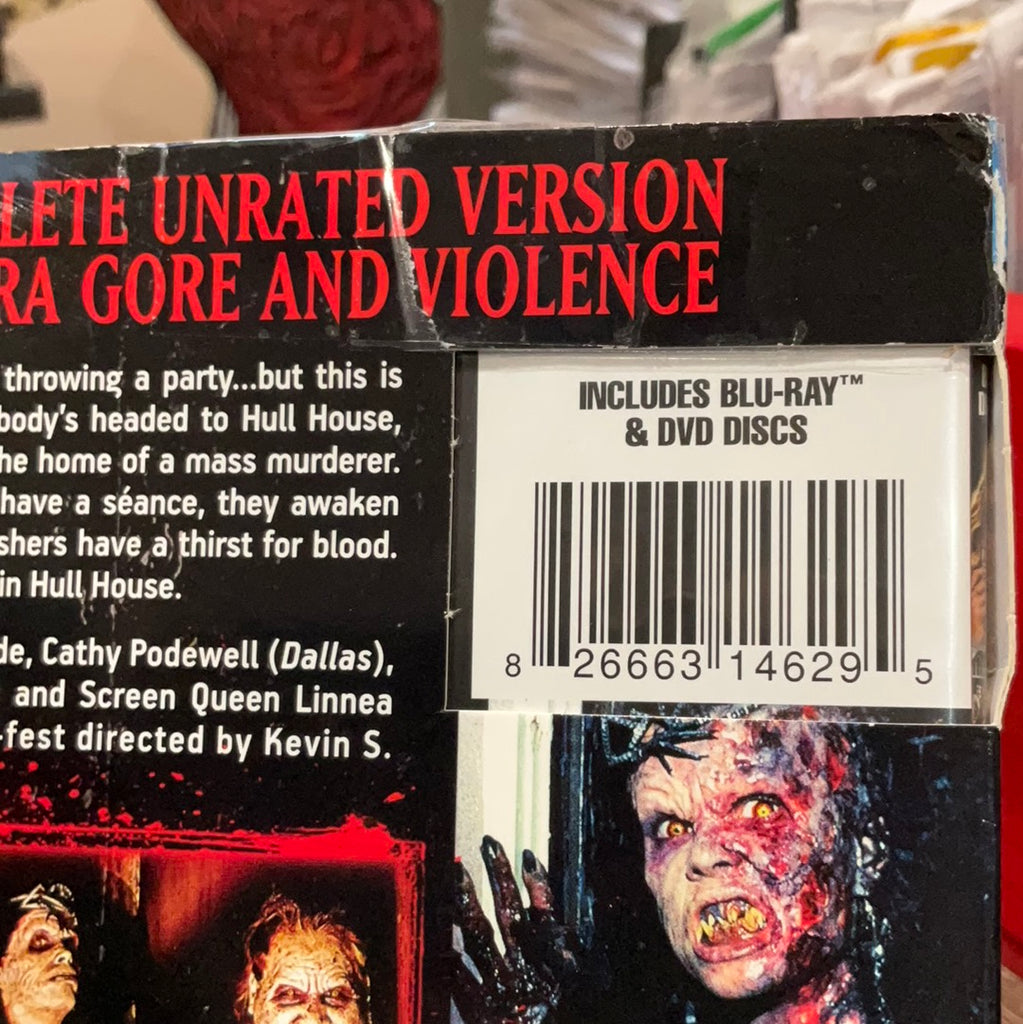 LETE UNRATED VERSION
RA GORE AND VIOLENCE
throwing a party...but this is
body's headed to Hull House,
he home of a mass murderer.
have a séance, they awaken
shers have a thirst for blood.
in Hull House.
de, Cathy Podewell (Dallas),
and Screen Queen Linnea
-fest directed by Kevin S.
INCLUDES BLU-RAY™
& DVD DISCS
8 26663 14629 5